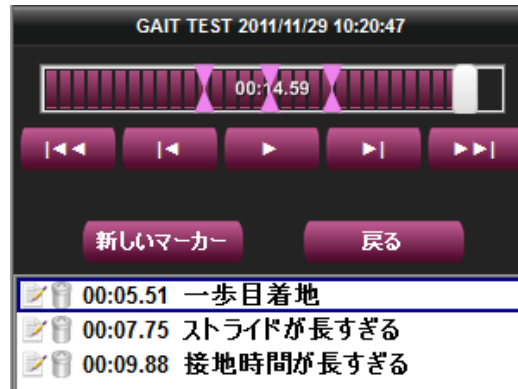 GAIT TEST 2011/11/29 10:20:47
00:14.59
新しいマーカー 戻る
00:05.51 一歩目着地
00:07.75 ストライドが長すぎる
00:09.88 接地時間が長すぎる